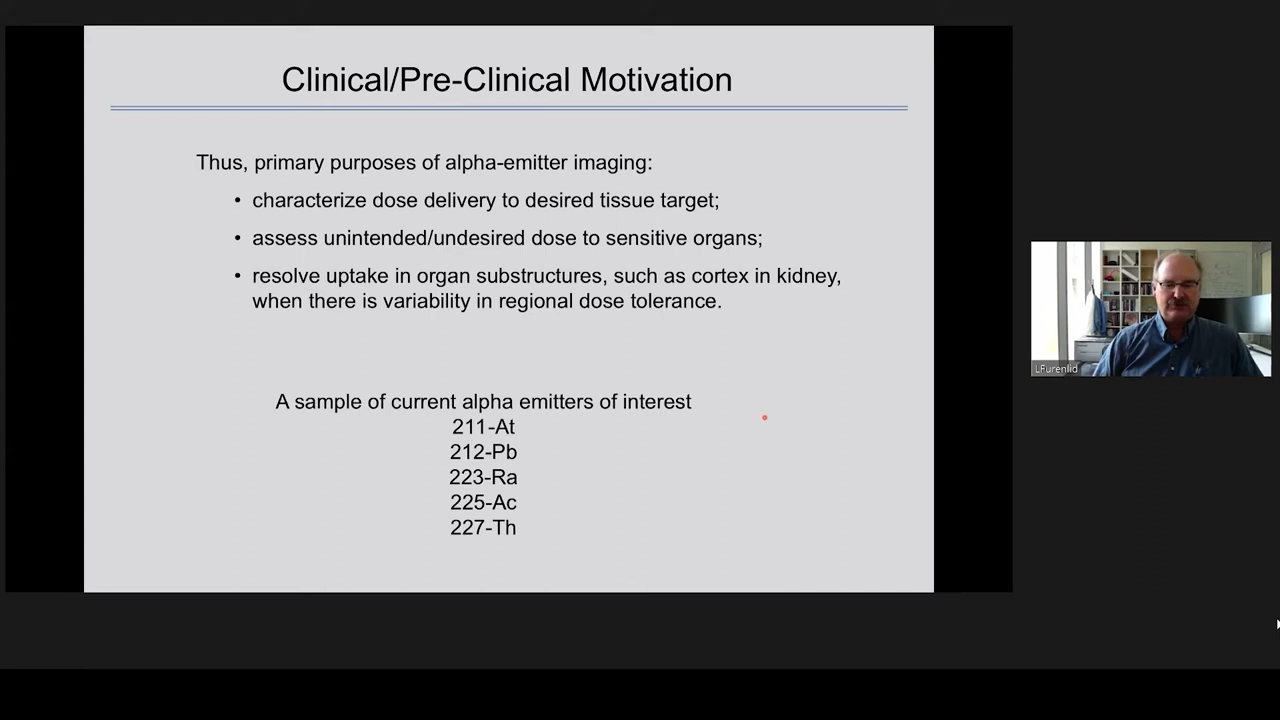 Clinical/Pre-Clinical Motivation
Thus, primary purposes of alpha-emitter imaging:
• characterize dose delivery to desired tissue target;
• assess unintended/undesired dose to sensitive organs;
• resolve uptake in organ substructures, such as cortex in kidney,
when there is variability in regional dose tolerance.
A sample of current alpha emitters of interest
211-At
212-Pb
223-Ra
225-Ac
227-Th
LFurenlid